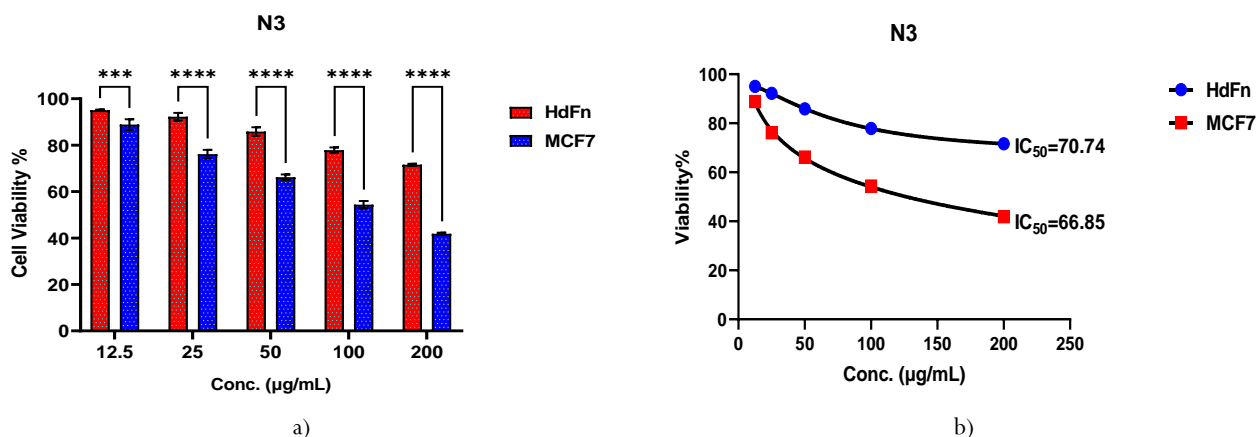 N3
*** **** **** **** ****
Cell Viability %
100
80
60
40
20
0
12.5 25 50 100 200
Conc. (µg/mL)
HdFn
MCF7
a)
N3
Viability%
100
80
60
40
20
0
0 50 100 150 200 250
Conc. (µg/mL)
IC₅₀=70.74
IC₅₀=66.85
HdFn
MCF7
b)